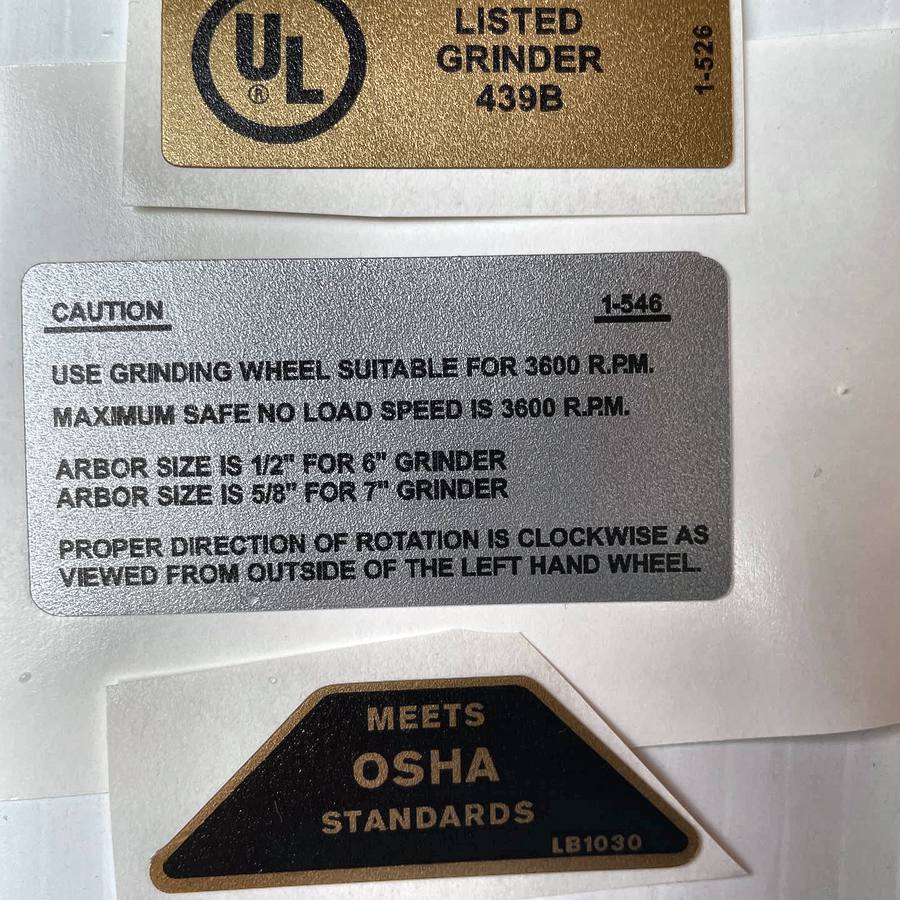 UL
®
LISTED
GRINDER
439B
1-526
CAUTION
1-546
USE GRINDING WHEEL SUITABLE FOR 3600 R.P.M.
MAXIMUM SAFE NO LOAD SPEED IS 3600 R.P.M.
ARBOR SIZE IS 1/2" FOR 6" GRINDER
ARBOR SIZE IS 5/8" FOR 7" GRINDER
PROPER DIRECTION OF ROTATION IS CLOCKWISE AS
VIEWED FROM OUTSIDE OF THE LEFT HAND WHEEL.
MEETS
OSHA
STANDARDS
LB1030